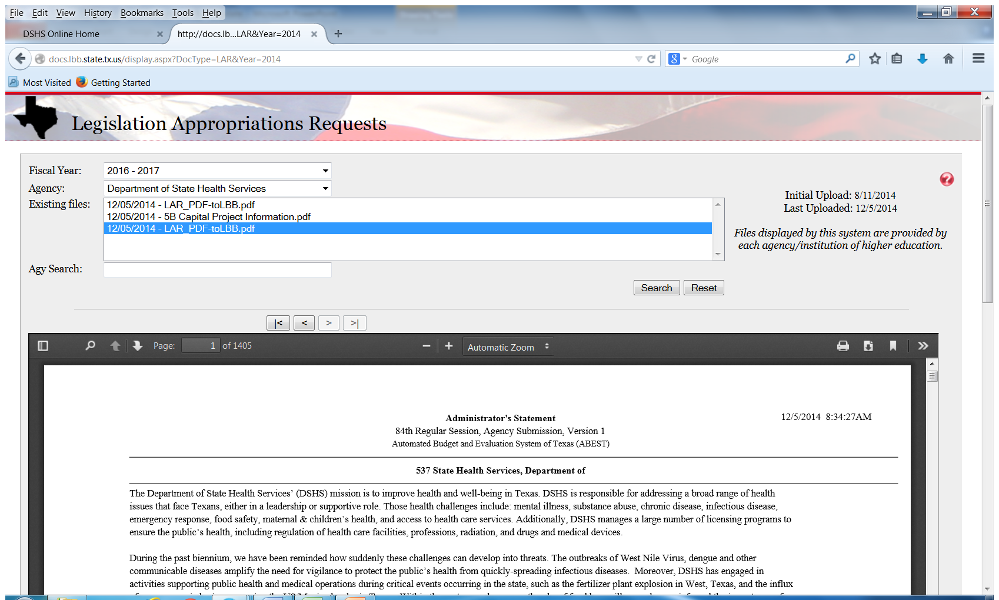 File Edit View History Bookmarks Tools Help
DSHS Online Home × http://docs.lb...LAR&Year=2014 × +
docs.lbb.state.tx.us/display.aspx?DocType=LAR&Year=2014
8 Google
Most Visited Getting Started
Legislation Appropriations Requests
Fiscal Year: 2016 - 2017
Agency: Department of State Health Services
Existing files: 12/05/2014 - LAR_PDF-toLBB.pdf
12/05/2014 - 5B Capital Project Information.pdf
12/05/2014 - LAR_PDF-toLBB.pdf
Initial Upload: 8/11/2014
Last Uploaded: 12/5/2014
Files displayed by this system are provided by
each agency/institution of higher education.
Agy Search:
Search Reset
|< < > >|
Page: 1 of 1405
Automatic Zoom
Administrator's Statement
12/5/2014 8:34:27AM
84th Regular Session, Agency Submission, Version 1
Automated Budget and Evaluation System of Texas (ABEST)
537 State Health Services, Department of
The Department of State Health Services’ (DSHS) mission is to improve health and well-being in Texas. DSHS is responsible for addressing a broad range of health
issues that face Texans, either in a leadership or supportive role. Those health challenges include: mental illness, substance abuse, chronic disease, infectious disease,
emergency response, food safety, maternal & children’s health, and access to health care services. Additionally, DSHS manages a large number of licensing programs to
ensure the public’s health, including regulation of health care facilities, professions, radiation, and drugs and medical devices.
During the past biennium, we have been reminded how suddenly these challenges can develop into threats. The outbreaks of West Nile Virus, dengue and other
communicable diseases amplify the need for vigilance to protect the public’s health from quickly-spreading infectious diseases. Moreover, DSHS has engaged in
activities supporting public health and medical operations during critical events occurring in the state, such as the fertilizer plant explosion in West, Texas, and the influx